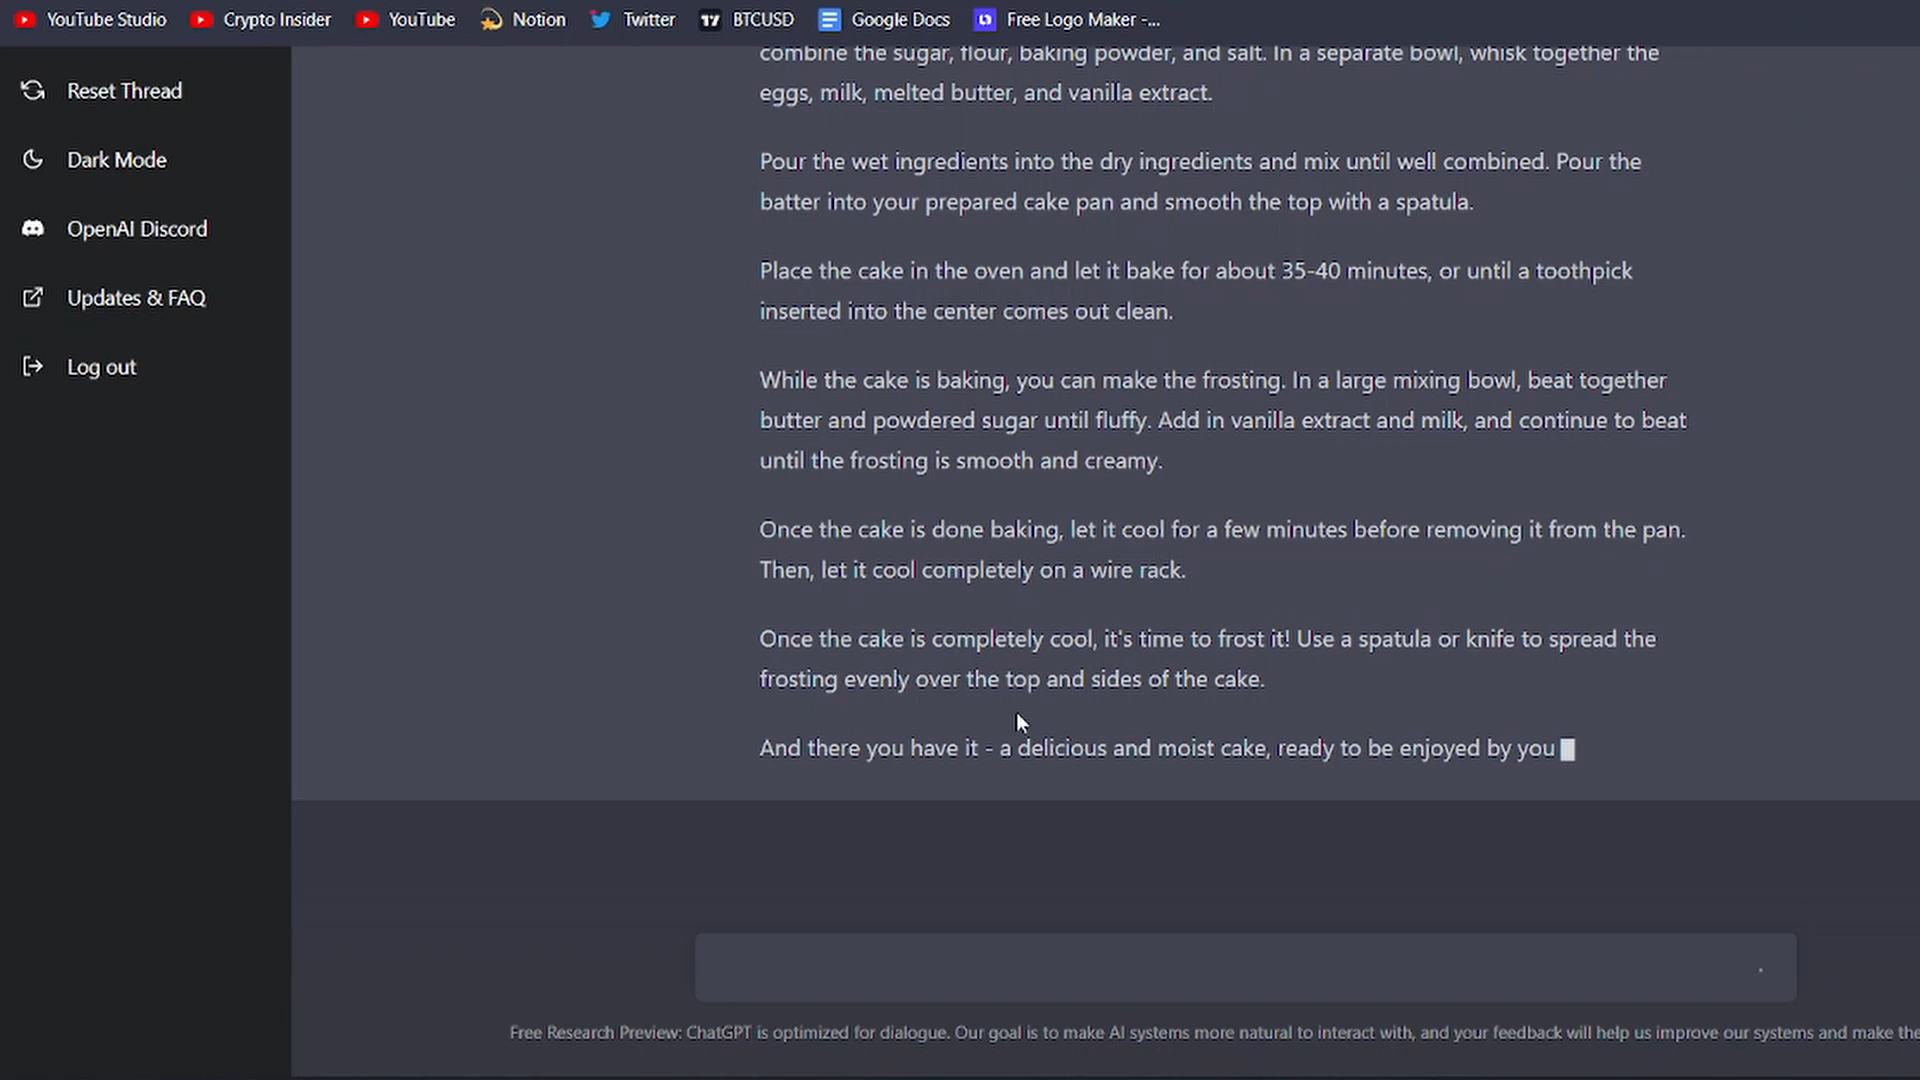 YouTube Studio Crypto Insider YouTube Notion Twitter BTCUSD Google Docs Free Logo Maker -...
Reset Thread
Dark Mode
OpenAI Discord
Updates & FAQ
Log out
combine the sugar, flour, baking powder, and salt. In a separate bowl, whisk together the
eggs, milk, melted butter, and vanilla extract.
Pour the wet ingredients into the dry ingredients and mix until well combined. Pour the
batter into your prepared cake pan and smooth the top with a spatula.
Place the cake in the oven and let it bake for about 35-40 minutes, or until a toothpick
inserted into the center comes out clean.
While the cake is baking, you can make the frosting. In a large mixing bowl, beat together
butter and powdered sugar until fluffy. Add in vanilla extract and milk, and continue to beat
until the frosting is smooth and creamy.
Once the cake is done baking, let it cool for a few minutes before removing it from the pan.
Then, let it cool completely on a wire rack.
Once the cake is completely cool, it's time to frost it! Use a spatula or knife to spread the
frosting evenly over the top and sides of the cake.
And there you have it - a delicious and moist cake, ready to be enjoyed by you
Free Research Preview: ChatGPT is optimized for dialogue. Our goal is to make AI systems more natural to interact with, and your feedback will help us improve our systems and make the